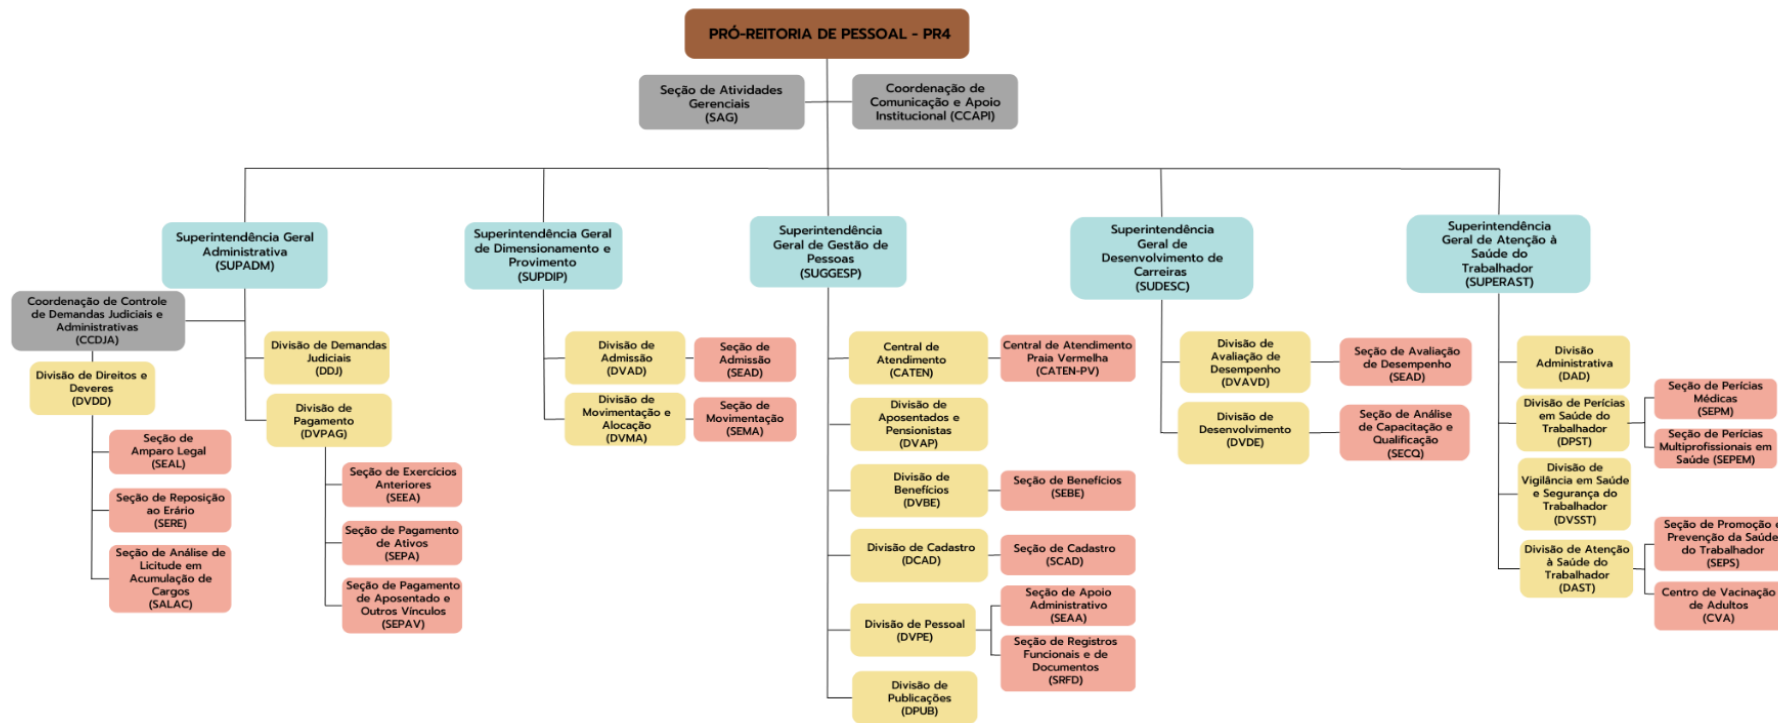 PRÓ-REITORIA DE PESSOAL - PR4
Seção de Atividades
Gerenciais
(SAG)
Coordenação de
Comunicação e Apoio
Institucional (CCAPI)
Superintendência Geral
Administrativa
(SUPADM)
Superintendência Geral
de Dimensionamento e
Provimento
(SUPDIP)
Superintendência
Geral de Gestão de
Pessoas
(SUGGESP)
Superintendência
Geral de
Desenvolvimento de
Carreiras
(SUDESC)
Superintendência
Geral de Atenção à
Saúde do
Trabalhador
(SUPERAST)
Coordenação de Controle
de Demandas Judiciais e
Administrativas
(CCDJA)
Divisão de Direitos e
Deveres
(DVDD)
Seção de
Amparo Legal
(SEAL)
Seção de Reposição
ao Erário
(SERE)
Seção de Análise de
Licitude em
Acumulação de
Cargos
(SALAC)
Divisão de Demandas
Judiciais
(DDJ)
Divisão de
Pagamento
(DVPAG)
Seção de Exercícios
Anteriores
(SEEA)
Seção de Pagamento
de Ativos
(SEPA)
Seção de Pagamento
de Aposentado e
Outros Vínculos
(SEPAV)
Divisão de
Admissão
(DVAD)
Seção de
Admissão
(SEAD)
Divisão de
Movimentação e
Alocação
(DVMA)
Seção de
Movimentação
(SEMA)
Central de
Atendimento
(CATEN)
Central de Atendimento
Praia Vermelha
(CATEN-PV)
Divisão de
Aposentados e
Pensionistas
(DVAP)
Divisão de
Benefícios
(DVBE)
Seção de Benefícios
(SEBE)
Divisão de Cadastro
(DCAD)
Seção de Cadastro
(SCAD)
Divisão de Pessoal
(DVPE)
Seção de Apoio
Administrativo
(SEAA)
Seção de Registros
Funcionais e de
Documentos
(SRFD)
Divisão de
Publicações
(DPUB)
Divisão de
Avaliação de
Desempenho
(DVAVD)
Seção de Avaliação
de Desempenho
(SEAD)
Divisão de
Desenvolvimento
(DVDE)
Seção de Análise
de Capacitação e
Qualificação
(SECQ)
Divisão
Administrativa
(DAD)
Divisão de Perícias
em Saúde do
Trabalhador
(DPST)
Seção de Perícias
Médicas
(SEPM)
Seção de Perícias
Multiprofissionais em
Saúde (SEPEM)
Divisão de
Vigilância em Saúde
e Segurança do
Trabalhador
(DVSST)
Divisão de Atenção
à Saúde do
Trabalhador
(DAST)
Seção de Promoção e
Prevenção da Saúde
do Trabalhador
(SEPS)
Centro de Vacinação
de Adultos
(CVA)